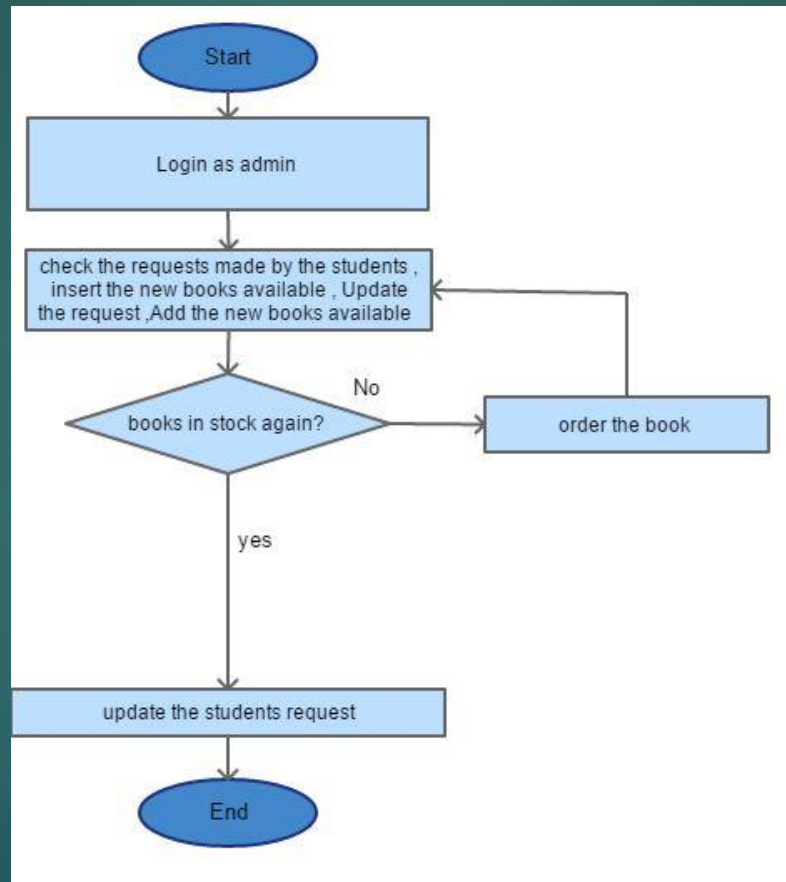 Start
Login as admin
check the requests made by the students ,
insert the new books available , Update
the request ,Add the new books available
No
books in stock again?
order the book
yes
update the students request
End